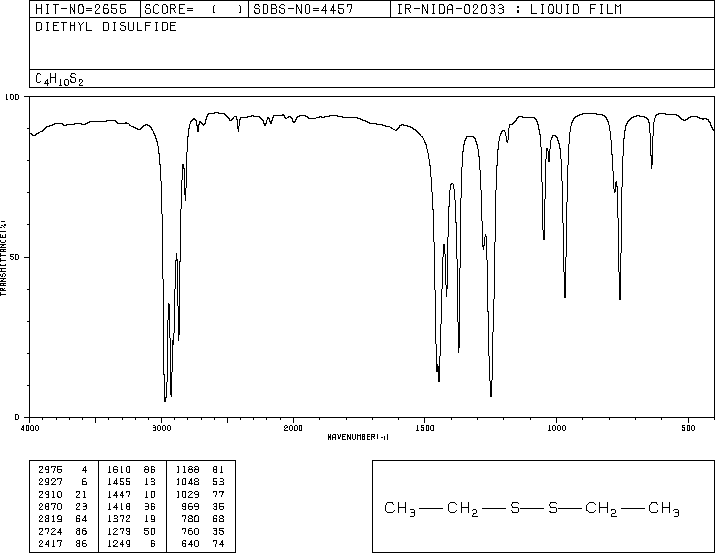 HIT-NO=2655 SCORE= ( ) SDBS-NO=4457 IR-NIDA-02033 : LIQUID FILM
DIETHYL DISULFIDE
C4H10S2
100
50
0
TRANSMITTANCE(%)
4000 3000 2000 1500 1000 500
WAVENUMBER(-1)
2975 4 1610 86 1188 81
2927 6 1455 13 1048 53
2910 21 1447 10 1029 77
2870 23 1418 36 969 35
2819 64 1372 19 780 68
2724 86 1279 50 760 35
2417 86 1249 6 640 74
CH3—CH2—S—S—CH2—CH3